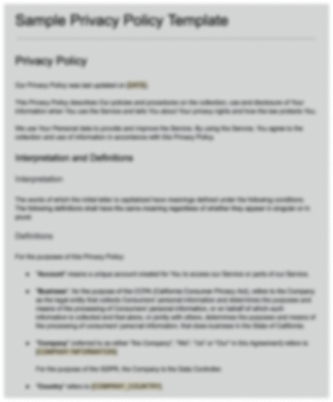 Sample Privacy Policy Template
Privacy Policy
Our Privacy Policy was last updated on [DATE].
This Privacy Policy describes Our policies and procedures on the collection, use and disclosure of Your
information when You use the Service and tells You about Your privacy rights and how the law protects You.
We use Your Personal data to provide and improve the Service. By using the Service, You agree to the
collection and use of information in accordance with this Privacy Policy.
Interpretation and Definitions
Interpretation
The words of which the initial letter is capitalized have meanings defined under the following conditions.
The following definitions shall have the same meaning regardless of whether they appear in singular or in
plural.
Definitions
For the purposes of this Privacy Policy:
● "Account" means a unique account created for You to access our Service or parts of our Service.
● "Business", for the purpose of the CCPA (California Consumer Privacy Act), refers to the Company
as the legal entity that collects Consumers' personal information and determines the purposes and
means of the processing of Consumers' personal information, or on behalf of which such
information is collected and that alone, or jointly with others, determines the purposes and means of
the processing of consumers' personal information, that does business in the State of California.
● "Company" (referred to as either "the Company", "We", "Us" or "Our" in this Agreement) refers to
[COMPANY INFORMATION]
For the purpose of the GDPR, the Company is the Data Controller.
● "Country" refers to [COMPANY_COUNTRY]